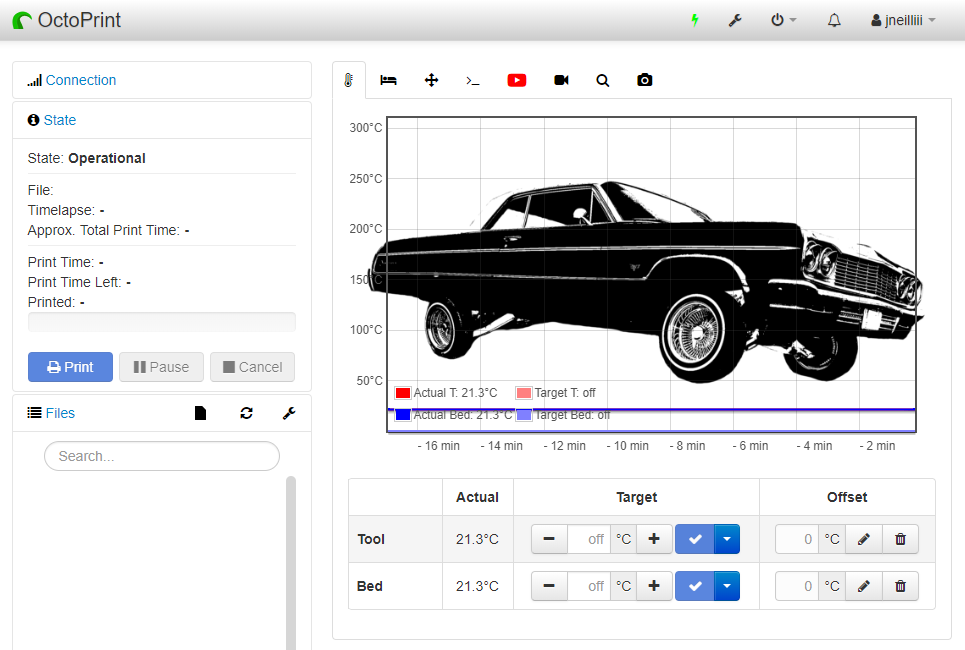 OctoPrint
jneilliii
Connection
State
State: Operational
File:
Timelapse: -
Approx. Total Print Time: -
Print Time: -
Print Time Left: -
Printed: -
Print
Pause
Cancel
Files
Search...
300°C
250°C
200°C
150°C
100°C
50°C
Actual T: 21.3°C
Target T: off
Actual Bed: 21.3°C
Target Bed: off
- 16 min
- 14 min
- 12 min
- 10 min
- 8 min
- 6 min
- 4 min
- 2 min
Actual
Target
Offset
Tool
21.3°C
off
°C
0
°C
Bed
21.3°C
off
°C
0
°C